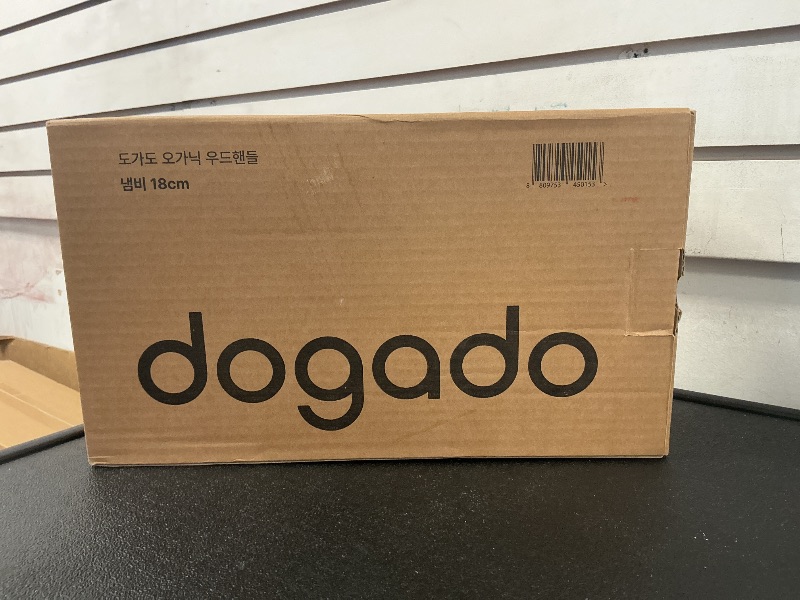 도가도 오가닉 우드핸들
냄비 18cm
dogado